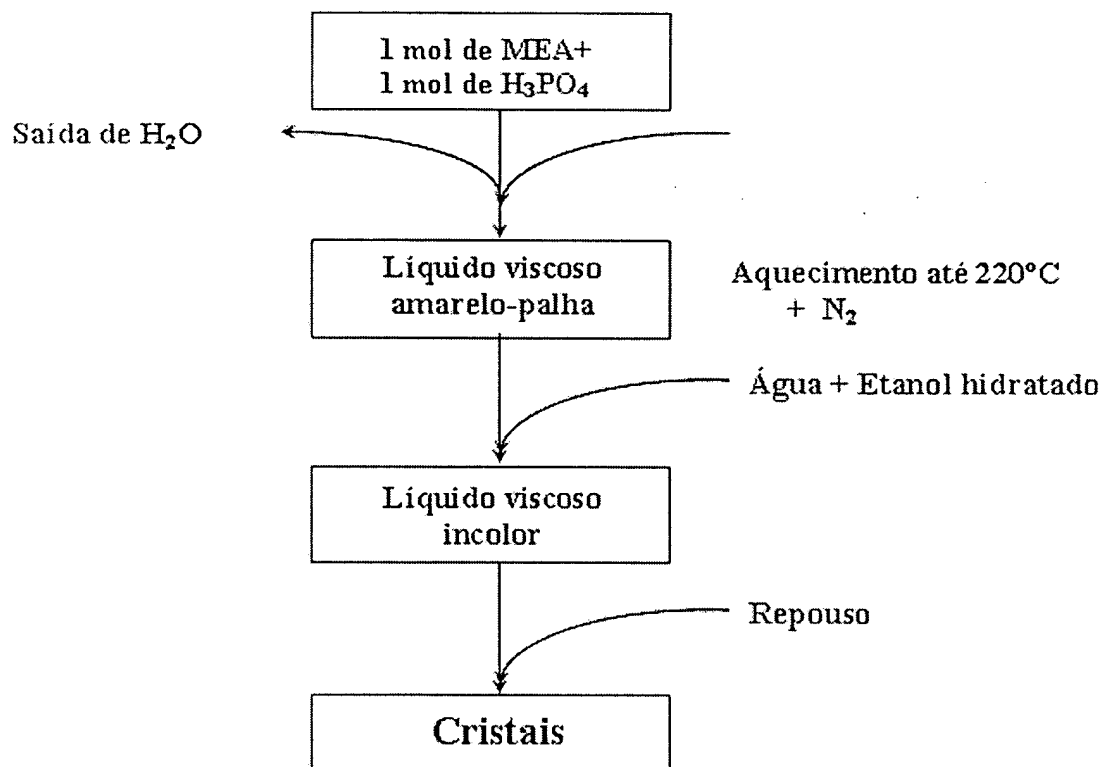 1 mol de MEA+
1 mol de H₃PO₄
Saída de H₂O
Líquido viscoso
amarelo-palha
Aquecimento até 220°C
+ N₂
Água + Etanol hidratado
Líquido viscoso
incolor
Repouso
Cristais